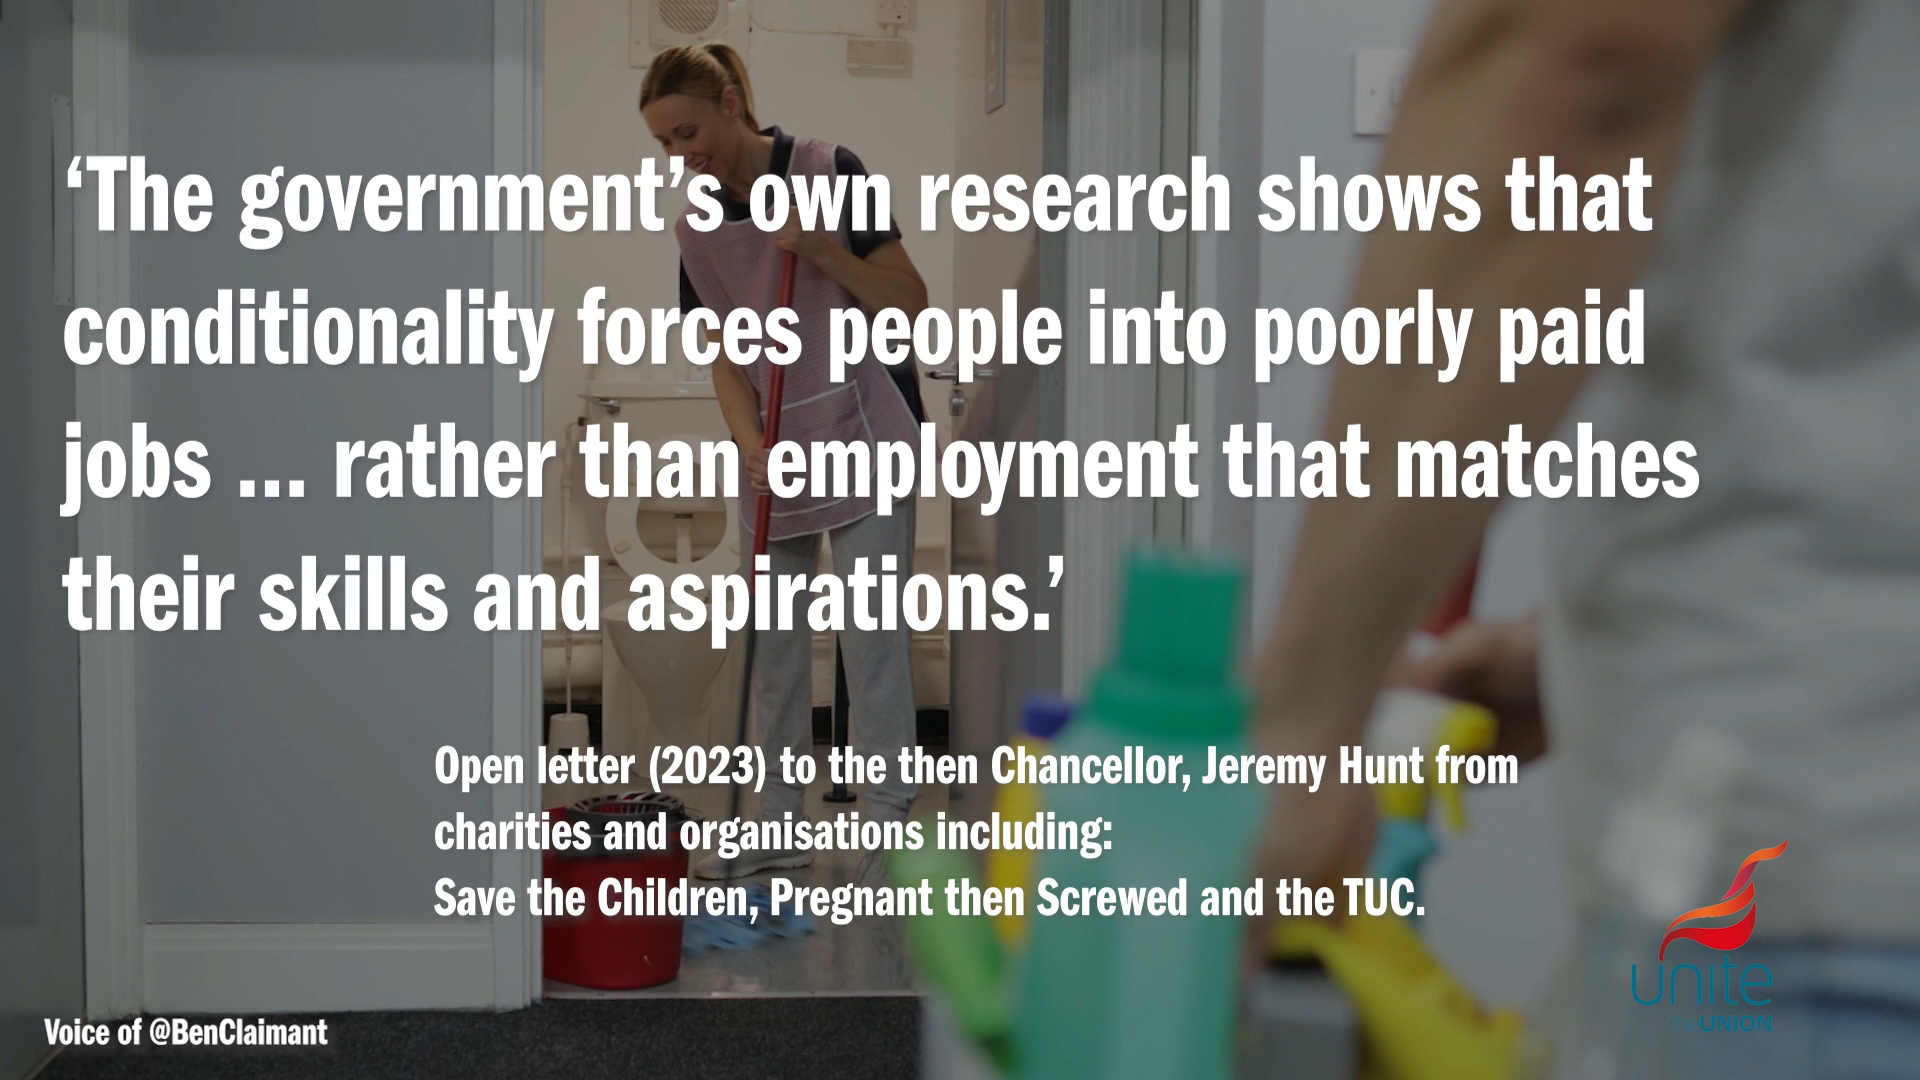 ‘The government’s own research shows that
conditionality forces people into poorly paid
jobs ... rather than employment that matches
their skills and aspirations.’
Open letter (2023) to the then Chancellor, Jeremy Hunt from
charities and organisations including:
Save the Children, Pregnant then Screwed and the TUC.
unite
the UNION
Voice of @BenClaimant